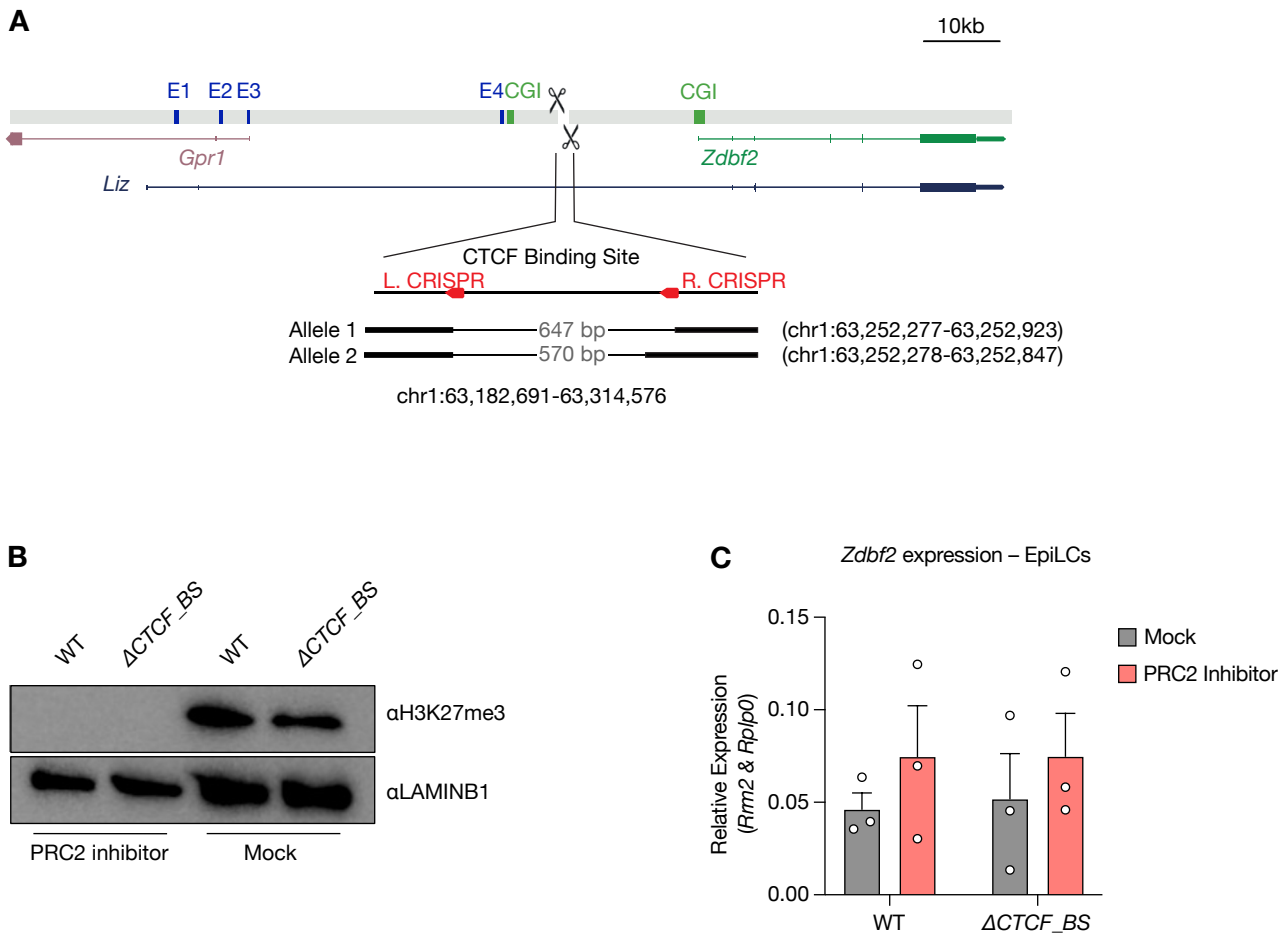 A
10kb
E1 E2 E3 E4 CGI CGI
Gpr1 Zdbf2
Liz
CTCF Binding Site
L. CRISPR R. CRISPR
Allele 1 647 bp (chr1:63,252,277-63,252,923)
Allele 2 570 bp (chr1:63,252,278-63,252,847)
chr1:63,182,691-63,314,576
B
WT ΔCTCF_BS WT ΔCTCF_BS
αH3K27me3
αLAMINB1
PRC2 inhibitor Mock
C
Zdbf2 expression – EpiLCs
Relative Expression
(Rrm2 & Rplp0)
0.15
0.10
0.05
0.00
WT ΔCTCF_BS
Mock
PRC2 Inhibitor